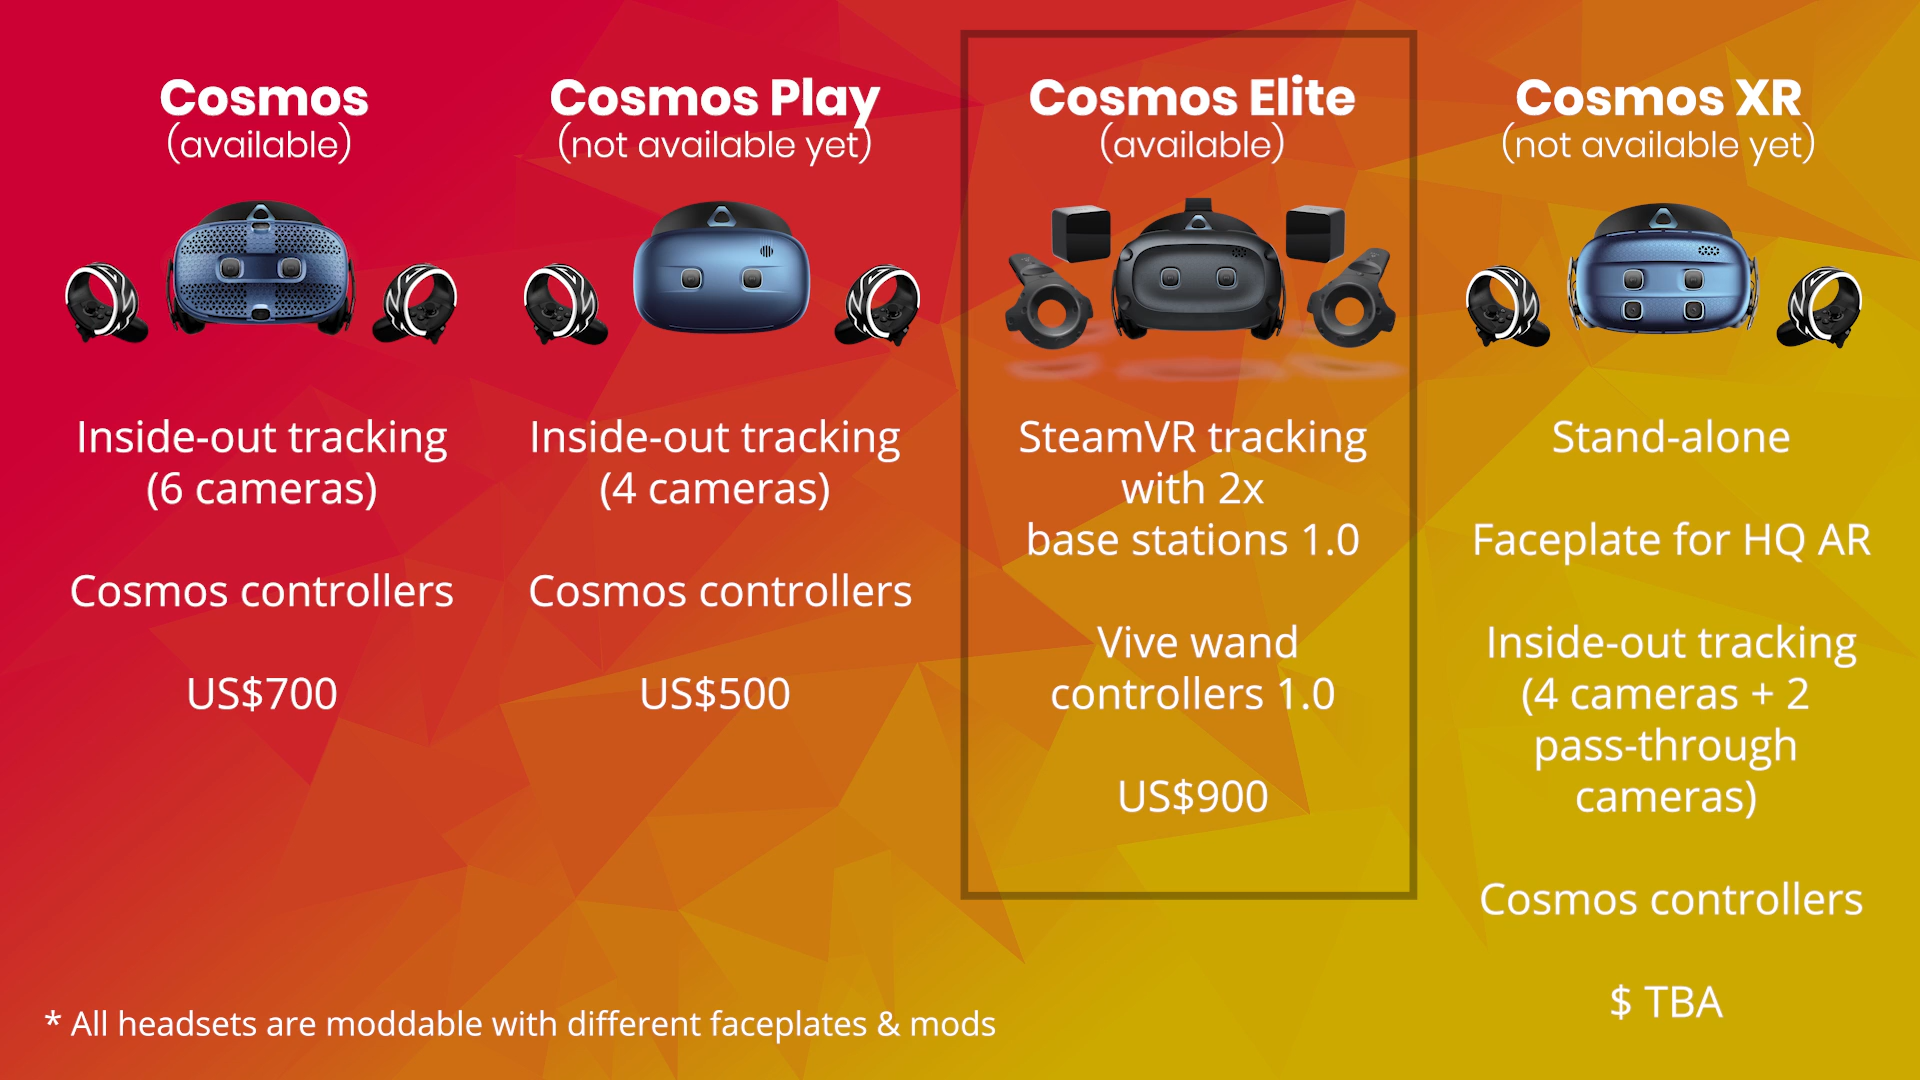 Cosmos
(available)
Inside-out tracking
(6 cameras)
Cosmos controllers
US$700
Cosmos Play
(not available yet)
Inside-out tracking
(4 cameras)
Cosmos controllers
US$500
Cosmos Elite
(available)
SteamVR tracking
with 2x
base stations 1.0
Vive wand
controllers 1.0
US$900
Cosmos XR
(not available yet)
Stand-alone
Faceplate for HQ AR
Inside-out tracking
(4 cameras + 2
pass-through
cameras)
Cosmos controllers
$ TBA
* All headsets are moddable with different faceplates & mods